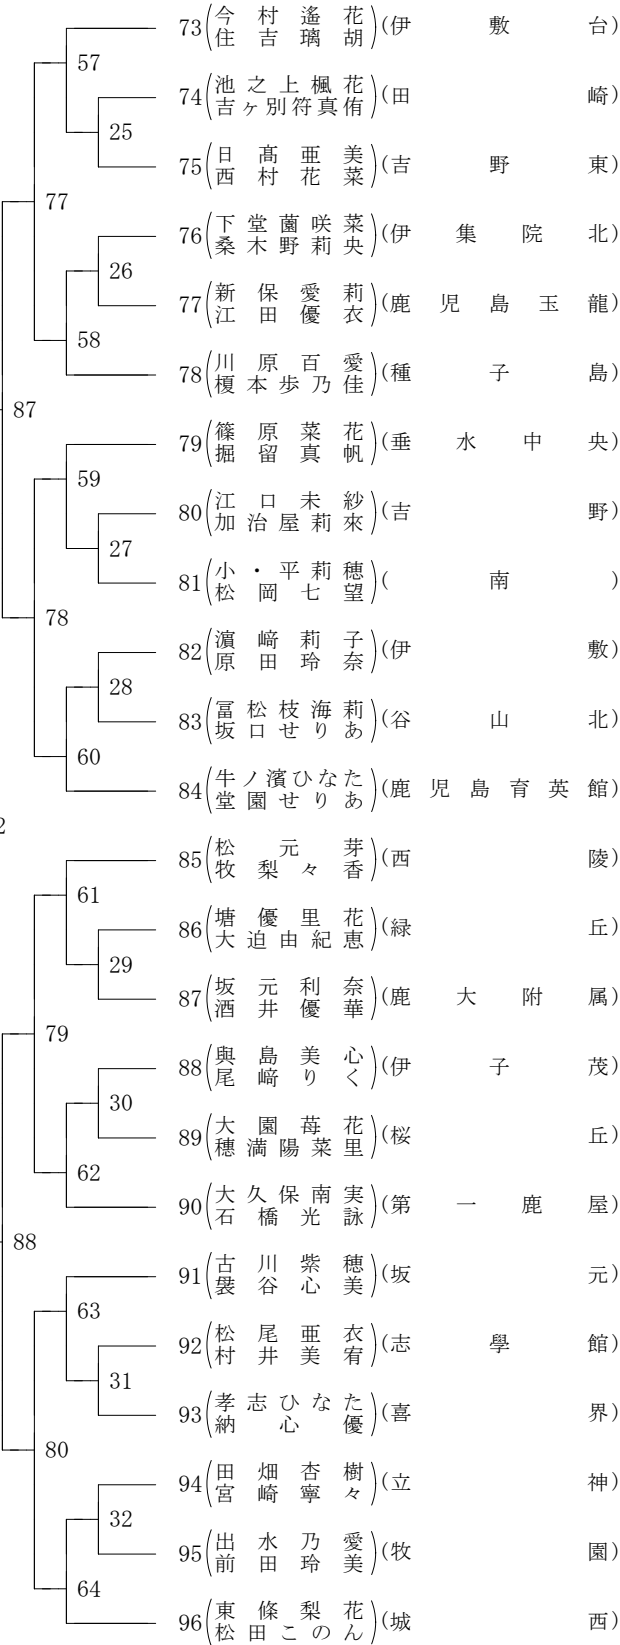 73(今村遙花 住吉璃胡)(伊敷台)
57
74(池之上楓花 吉ヶ別符真侑)(田崎)
25
75(日髙亜美 西村花菜)(吉野東)
77
76(下堂薗咲菜 桑木野莉央)(伊集院北)
26
77(新保愛莉 江田優衣)(鹿児島玉龍)
58
78(川原百愛 榎本歩乃佳)(種子島)
87
79(篠原菜花 堀留真帆)(垂水中央)
59
80(江口未紗 加治屋莉來)(吉野)
27
81(小・平莉穂 松岡七望)(南)
78
82(濵﨑莉子 原田玲奈)(伊敷)
28
83(冨松枝海莉 坂口せりあ)(谷山北)
60
84(牛ノ濱ひなた 堂園せりあ)(鹿児島育英館)
2
85(松元芽 牧梨々香)(西陵)
61
86(塘優里花 大迫由紀恵)(緑丘)
29
87(坂元利奈 酒井優華)(鹿大附属)
79
88(與島美心 尾﨑りく)(伊子茂)
30
89(大園苺花 穂満陽菜里)(桜丘)
62
90(大久保南実 石橋光詠)(第一鹿屋)
88
91(古川紫穂 襲谷心美)(坂元)
63
92(松尾亜衣 村井美宥)(志學館)
31
93(孝志ひなた 納心優)(喜界)
80
94(田畑杏樹 宮崎寧々)(立神)
32
95(出水乃愛 前田玲美)(牧園)
64
96(東條梨花 松田このん)(城西)